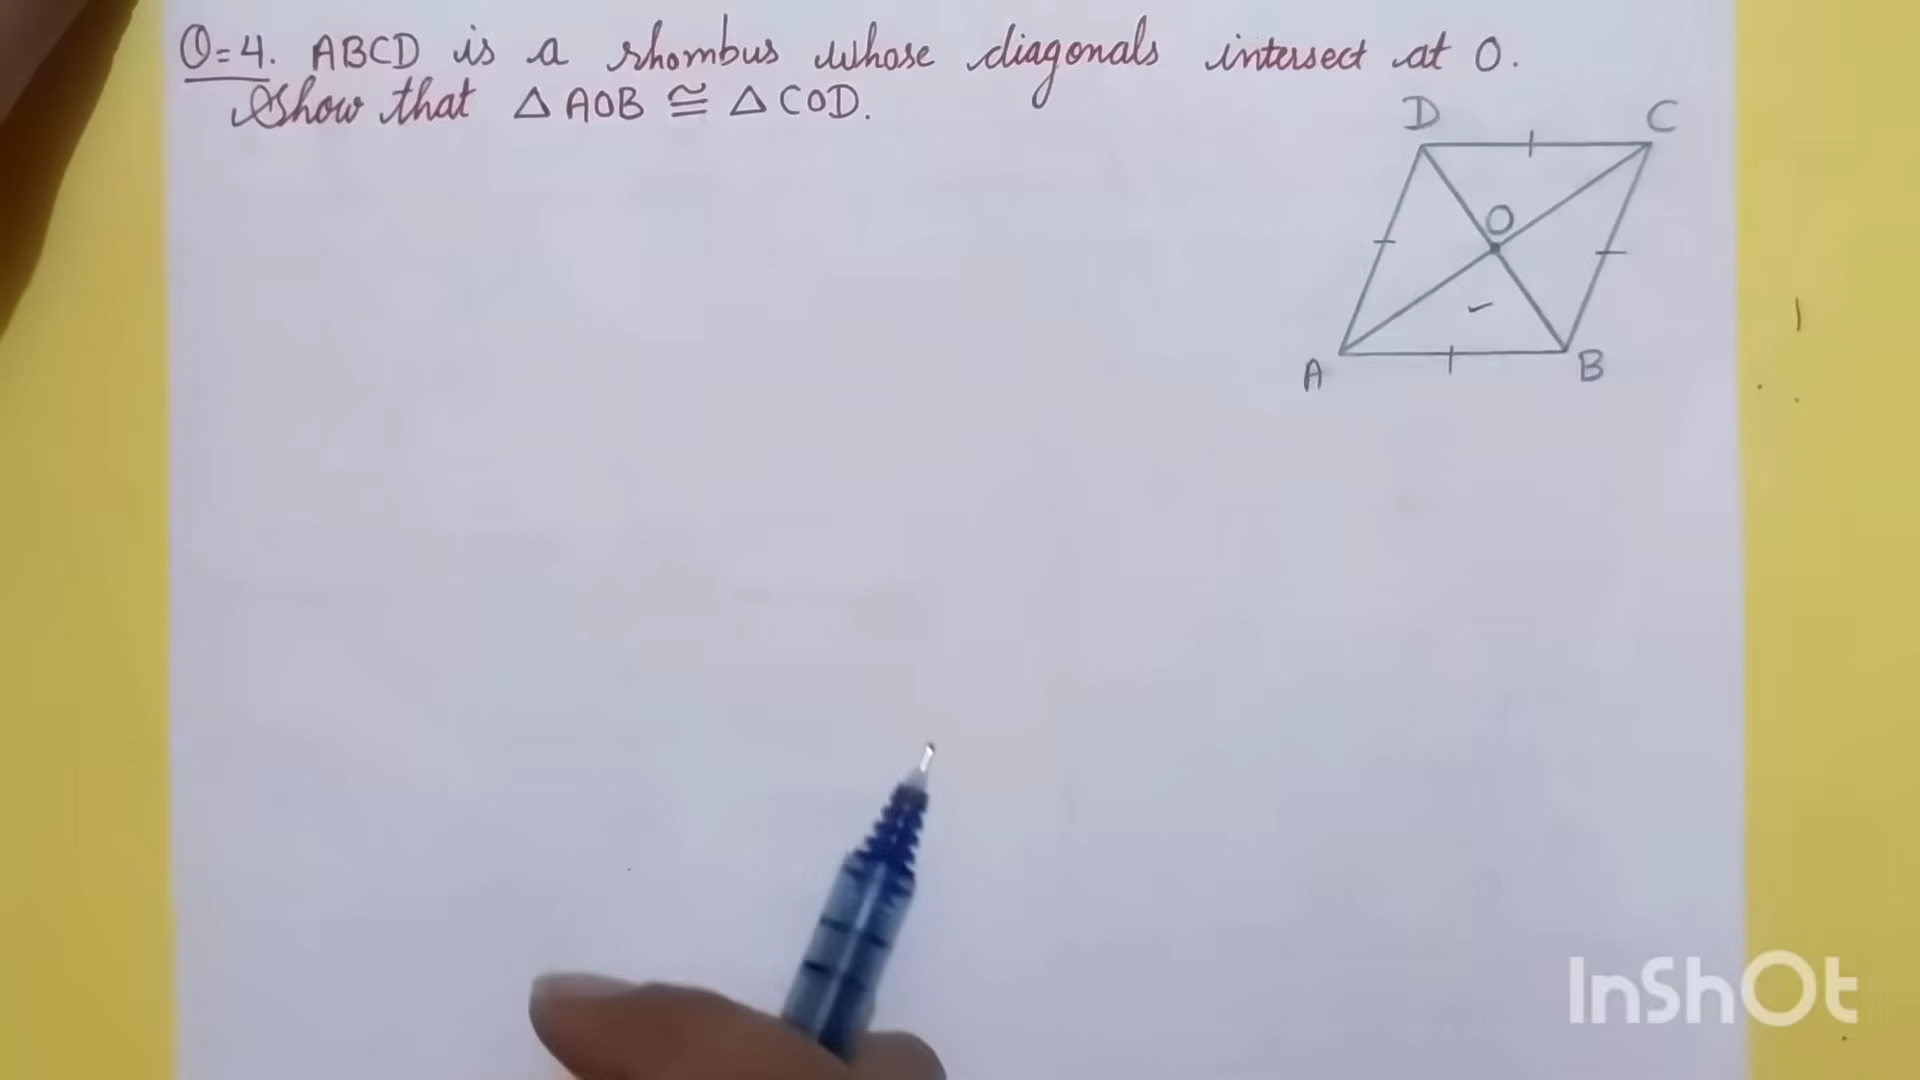 Q=4. ABCD is a rhombus whose diagonals intersect at O.
Show that △ AOB ≅ △ COD.
D C
O
A B
InShOt